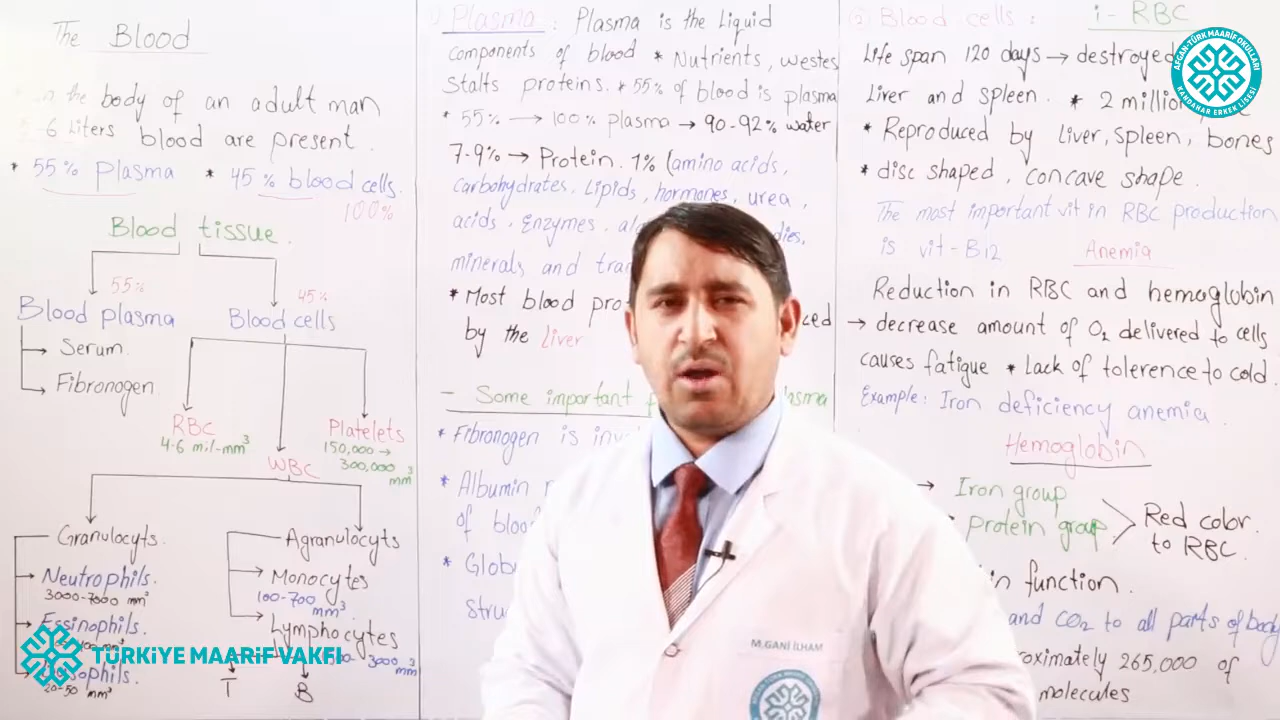 The Blood
the body of an adult man
-6 Liters blood are present.
* 55% Plasma * 45% blood cells.
100%
Blood tissue.
55%
45%
Blood plasma
Blood cells
Serum.
Fibronogen
RBC
4-6 mil-mm³
WBC
Platelets
150,000 →
300,000
mm³
Granulocyts.
Agranulocyts
Neutrophils.
3000-7000 mm³
Monocytes
100-700 mm³
Essinophils.
Lymphocytes
3000 mm³
20-50 mm³
T
B
Plasma: Plasma is the Liquid
components of blood * Nutrients, westes
Stalts proteins. * 55% of blood is plasma
* 55% → 100% plasma → 90-92% water
7-9% → Protein. 1% (amino acids,
carbohydrates, Lipids, hormones, urea,
acids, Enzymes,
minerals and
* Most blood
by the Liver
- Some important
* Fibronogen is
* Albumin
of
*
② Blood cells: i- RBC
Life span 120 days → destroyed
Liver and spleen. * 2
* Reproduced by liver, spleen, bones
* disc shaped, concave shape.
The most important vit in RBC production
is vit-B12
Anemia
Reduction in RBC and hemoglobin
→ decrease amount of O₂ delivered to cells
causes fatigue * Lack of tolerence to cold.
Example: Iron deficiency anemia
Hemoglobin
→ Iron group
protein group
Red color
to RBC.
function.
and CO₂ to all parts of body
265,000 of
molecules
AFGAN-TÜRK MAARİF OKULLARI
KANDAHAR ERKEK LİSESİ
M.GANİ İLHAM
TÜRKİYE MAARİF VAKFI